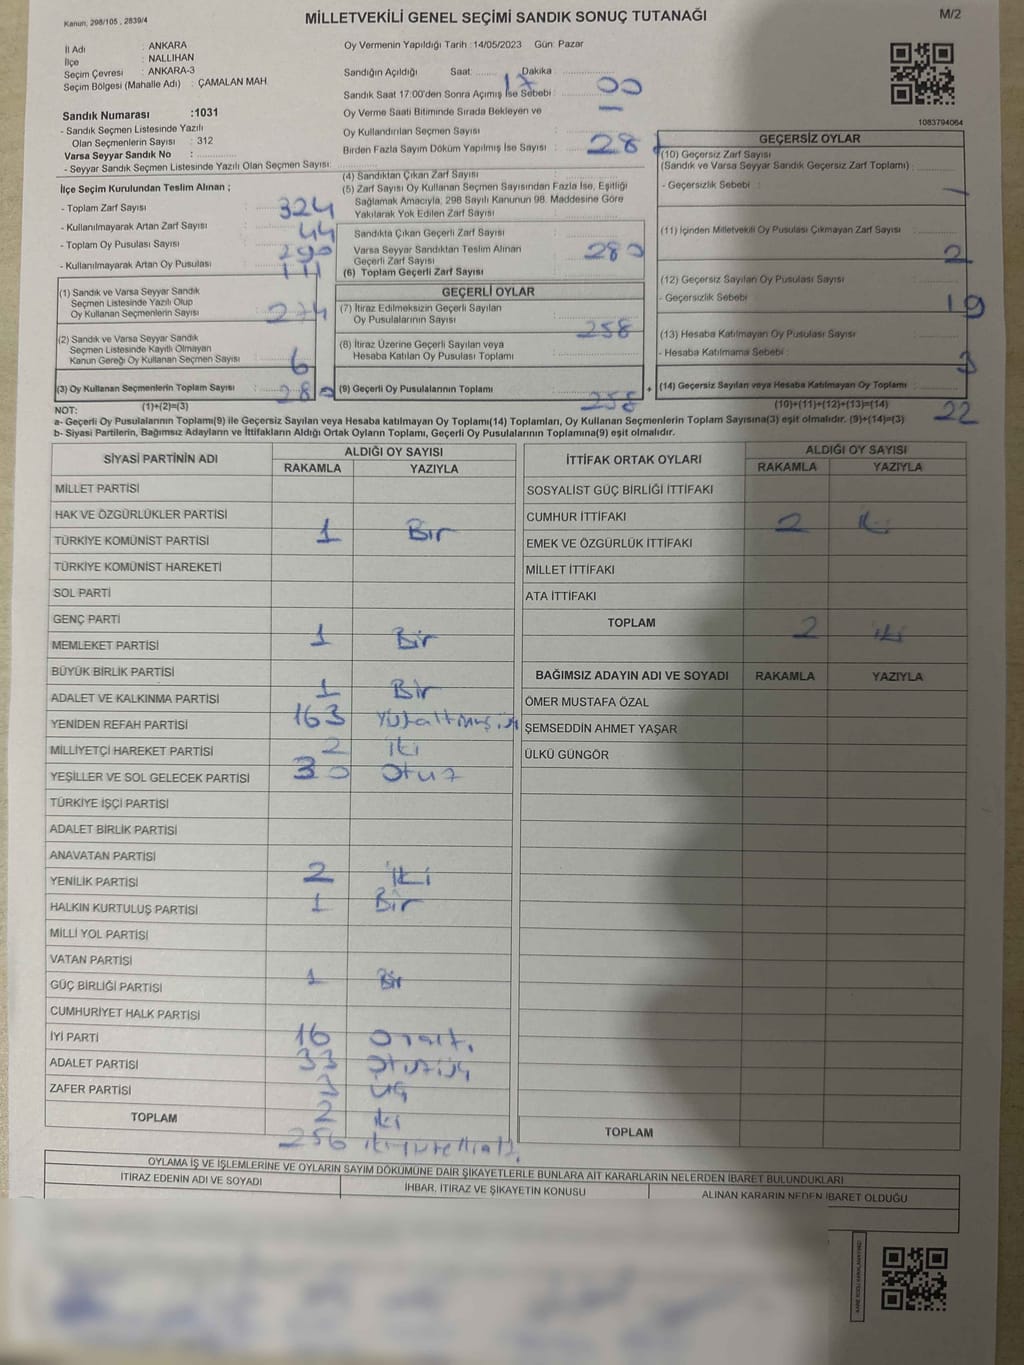 Kanun, 298/105 , 2839/4
MİLLETVEKİLİ GENEL SEÇİMİ SANDIK SONUÇ TUTANAĞI
M/2
İl Adı : ANKARA
İlçe : NALLIHAN
Seçim Çevresi : ANKARA-3
Seçim Bölgesi (Mahalle Adı) : ÇAMALAN MAH.
Sandık Numarası :1031
- Sandık Seçmen Listesinde Yazılı
Olan Seçmenlerin Sayısı : 312
Varsa Seyyar Sandık No :
- Seyyar Sandık Seçmen Listesinde Yazılı Olan Seçmen Sayısı:
Oy Vermenin Yapıldığı Tarih :14/05/2023 Gün: Pazar
Sandığın Açıldığı Saat 17 Dakika 00
Sandık Saat 17:00'den Sonra Açımış İse Sebebi : —
Oy Verme Saati Bitiminde Sırada Bekleyen ve
Oy Kullandırılan Seçmen Sayısı :
Birden Fazla Sayım Döküm Yapılmış İse Sayısı :
1083794064
İlçe Seçim Kurulundan Teslim Alınan ;
- Toplam Zarf Sayısı : 324
- Kullanılmayarak Artan Zarf Sayısı : 44
- Toplam Oy Pusulası Sayısı :
- Kullanılmayarak Artan Oy Pusulası : 111
(1) Sandık ve Varsa Seyyar Sandık
Seçmen Listesinde Yazılı Olup
Oy Kullanan Seçmenlerin Sayısı : 274
(2) Sandık ve Varsa Seyyar Sandık
Seçmen Listesinde Kayıtlı Olmayan
Kanun Gereği Oy Kullanan Seçmen Sayısı : 6
(3) Oy Kullanan Seçmenlerin Toplam Sayısı : 280
(1)+(2)=(3)
(4) Sandıktan Çıkan Zarf Sayısı :
(5) Zarf Sayısı Oy Kullanan Seçmen Sayısından Fazla İse, Eşitliği
Sağlamak Amacıyla, 298 Sayılı Kanunun 98. Maddesine Göre
Yakılarak Yok Edilen Zarf Sayısı :
Sandıkta Çıkan Geçerli Zarf Sayısı :
Varsa Seyyar Sandıktan Teslim Alınan
Geçerli Zarf Sayısı : 280
(6) Toplam Geçerli Zarf Sayısı :
GEÇERLİ OYLAR
(7) İtiraz Edilmeksizin Geçerli Sayılan
Oy Pusulalarının Sayısı : 258
(8) İtiraz Üzerine Geçerli Sayılan veya
Hesaba Katılan Oy Pusulası Toplamı :
(9) Geçerli Oy Pusulalarının Toplamı : 258 +
GEÇERSİZ OYLAR
(10) Geçersiz Zarf Sayısı
(Sandık ve Varsa Seyyar Sandık Geçersiz Zarf Toplamı) :
- Geçersizlik Sebebi :
(11) İçinden Milletvekili Oy Pusulası Çıkmayan Zarf Sayısı : 2
(12) Geçersiz Sayılan Oy Pusulası Sayısı :
- Geçersizlik Sebebi : 19
(13) Hesaba Katılmayan Oy Pusulası Sayısı :
- Hesaba Katılmama Sebebi : 3
(14) Geçersiz Sayılan veya Hesaba Katılmayan Oy Toplamı : 22
(10)+(11)+(12)+(13)=(14)
NOT:
a- Geçerli Oy Pusulalarının Toplamı(9) ile Geçersiz Sayılan veya Hesaba katılmayan Oy Toplamı(14) Toplamları, Oy Kullanan Seçmenlerin Toplam Sayısına(3) eşit olmalıdır. (9)+(14)=(3)
b- Siyasi Partilerin, Bağımsız Adayların ve İttifakların Aldığı Ortak Oyların Toplamı, Geçerli Oy Pusulalarının Toplamına(9) eşit olmalıdır.
SİYASİ PARTİNİN ADI
ALDIĞI OY SAYISI
RAKAMLA YAZIYLA
MİLLET PARTİSİ
HAK VE ÖZGÜRLÜKLER PARTİSİ
TÜRKİYE KOMÜNİST PARTİSİ 1 Bir
TÜRKİYE KOMÜNİST HAREKETİ
SOL PARTİ
GENÇ PARTİ
MEMLEKET PARTİSİ 1 Bir
BÜYÜK BİRLİK PARTİSİ
ADALET VE KALKINMA PARTİSİ 1 Bir
YENİDEN REFAH PARTİSİ 163
MİLLİYETÇİ HAREKET PARTİSİ 2 iki
YEŞİLLER VE SOL GELECEK PARTİSİ 30 Otuz
TÜRKİYE İŞÇİ PARTİSİ
ADALET BİRLİK PARTİSİ
ANAVATAN PARTİSİ
YENİLİK PARTİSİ 2 iki
HALKIN KURTULUŞ PARTİSİ 1 Bir
MİLLİ YOL PARTİSİ
VATAN PARTİSİ
GÜÇ BİRLİĞİ PARTİSİ 1 Bir
CUMHURİYET HALK PARTİSİ
İYİ PARTİ 16 Onaltı
ADALET PARTİSİ 33 Otuzüç
ZAFER PARTİSİ 3 üç
TOPLAM 2 iki
256
İTTİFAK ORTAK OYLARI
ALDIĞI OY SAYISI
RAKAMLA YAZIYLA
SOSYALİST GÜÇ BİRLİĞİ İTTİFAKI
CUMHUR İTTİFAKI 2 iki
EMEK VE ÖZGÜRLÜK İTTİFAKI
MİLLET İTTİFAKI
ATA İTTİFAKI
TOPLAM 2 iki
BAĞIMSIZ ADAYIN ADI VE SOYADI RAKAMLA YAZIYLA
ÖMER MUSTAFA ÖZAL
ŞEMSEDDİN AHMET YAŞAR
ÜLKÜ GÜNGÖR
TOPLAM
OYLAMA İŞ VE İŞLEMLERİNE VE OYLARIN SAYIM DÖKÜMÜNE DAİR ŞİKAYETLERLE BUNLARA AİT KARARLARIN NELERDEN İBARET BULUNDUKLARI
İTİRAZ EDENİN ADI VE SOYADI
İHBAR, İTİRAZ VE ŞİKAYETİN KONUSU
ALINAN KARARIN NEDEN İBARET OLDUĞU